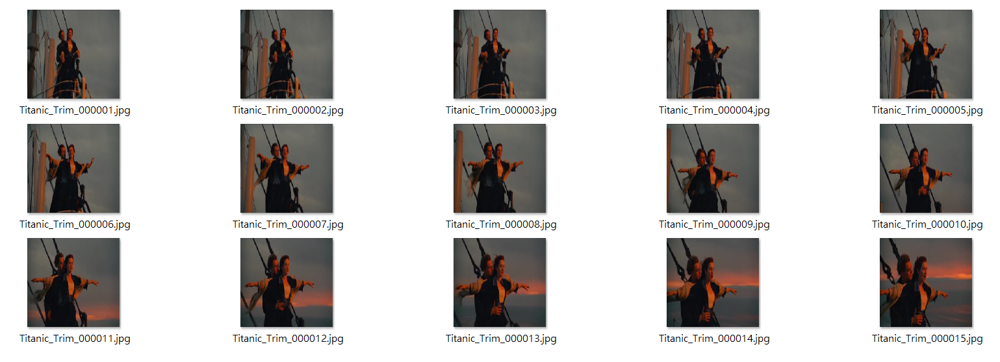 Titanic_Trim_000001.jpg Titanic_Trim_000002.jpg Titanic_Trim_000003.jpg Titanic_Trim_000004.jpg Titanic_Trim_000005.jpg
Titanic_Trim_000006.jpg Titanic_Trim_000007.jpg Titanic_Trim_000008.jpg Titanic_Trim_000009.jpg Titanic_Trim_000010.jpg
Titanic_Trim_000011.jpg Titanic_Trim_000012.jpg Titanic_Trim_000013.jpg Titanic_Trim_000014.jpg Titanic_Trim_000015.jpg